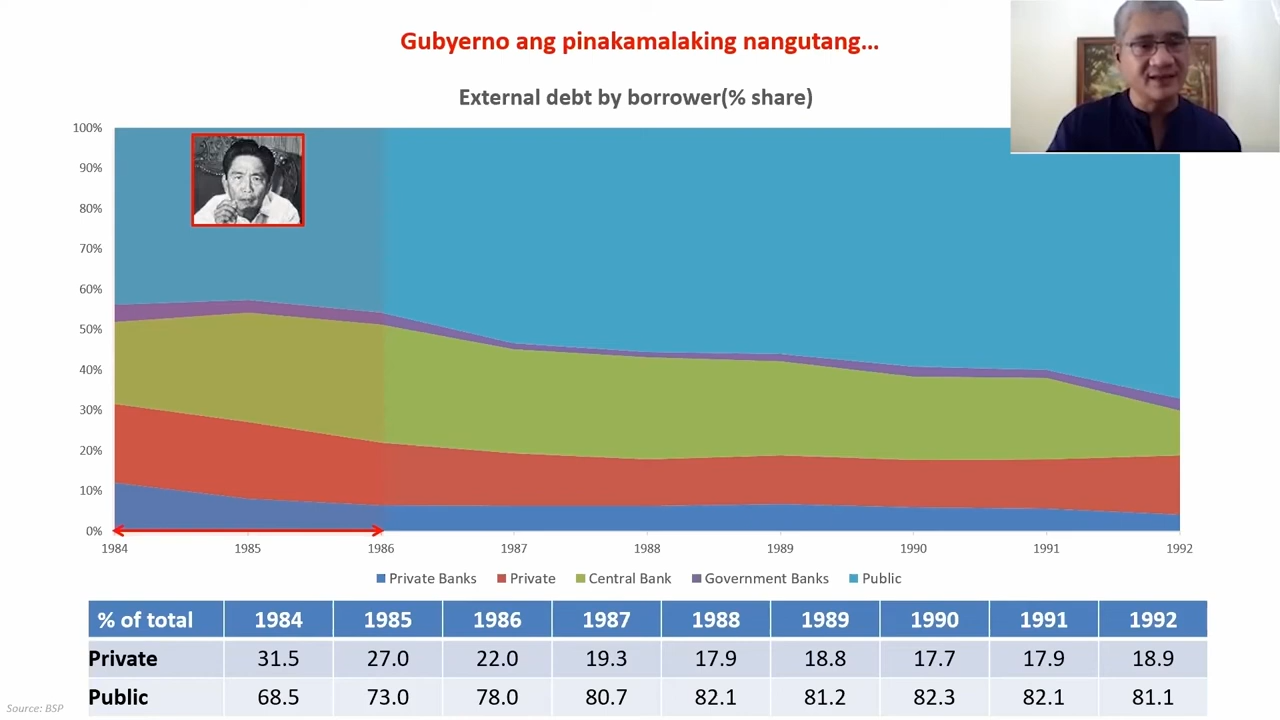 Gubyerno ang pinakamalaking nangutang...
External debt by borrower(% share)
100%
90%
80%
70%
60%
50%
40%
30%
20%
10%
0%
1984 1985 1986 1987 1988 1989 1990 1991 1992
Private Banks Private Central Bank Government Banks Public
% of total 1984 1985 1986 1987 1988 1989 1990 1991 1992
Private 31.5 27.0 22.0 19.3 17.9 18.8 17.7 17.9 18.9
Public 68.5 73.0 78.0 80.7 82.1 81.2 82.3 82.1 81.1
Source: BSP